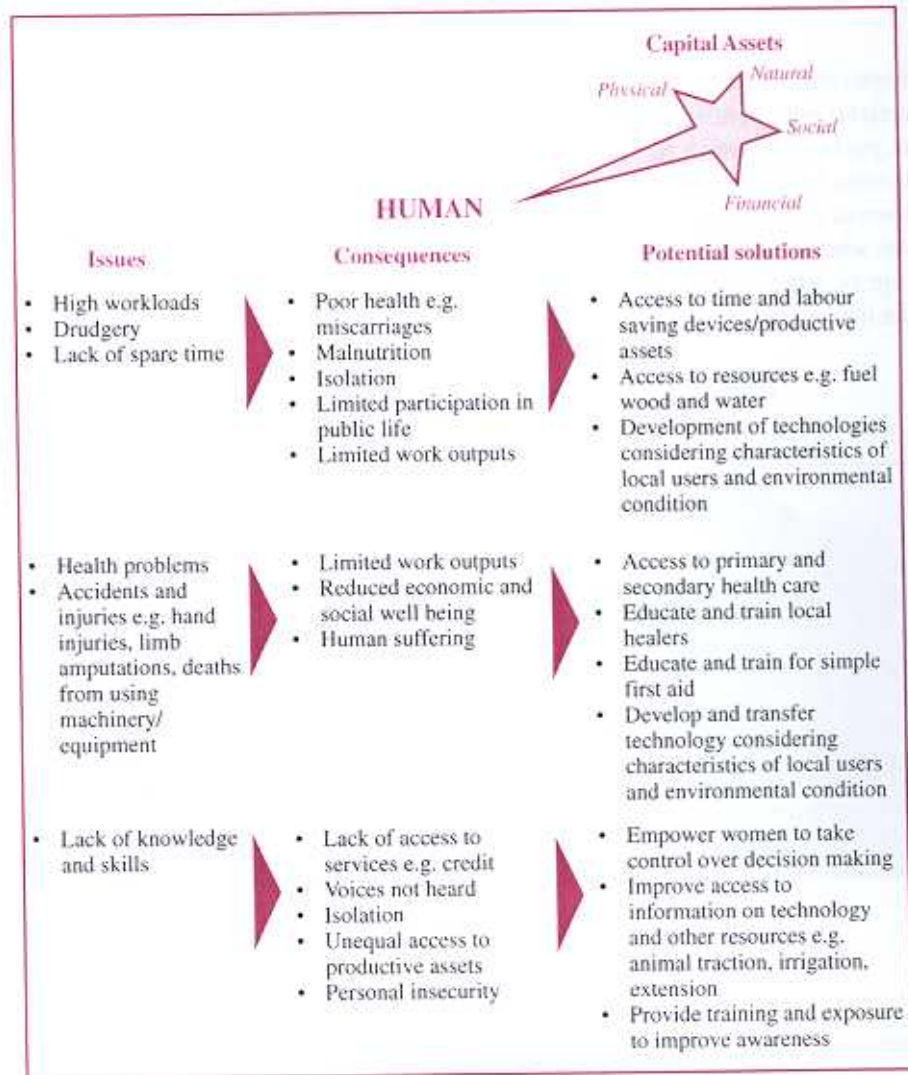 Capital Assets
Natural
Physical
Social
Financial
HUMAN
Issues
Consequences
Potential solutions
• High workloads
• Drudgery
• Lack of spare time
• Poor health e.g.
miscarriages
• Malnutrition
• Isolation
• Limited participation in
public life
• Limited work outputs
• Access to time and labour
saving devices/productive
assets
• Access to resources e.g. fuel
wood and water
• Development of technologies
considering characteristics of
local users and environmental
condition
• Health problems
• Accidents and
injuries e.g. hand
injuries, limb
amputations, deaths
from using
machinery/
equipment
• Limited work outputs
• Reduced economic and
social well being
• Human suffering
• Access to primary and
secondary health care
• Educate and train local
healers
• Educate and train for simple
first aid
• Develop and transfer
technology considering
characteristics of local users
and environmental condition
• Lack of knowledge
and skills
• Lack of access to
services e.g. credit
• Voices not heard
• Isolation
• Unequal access to
productive assets
• Personal insecurity
• Empower women to take
control over decision making
• Improve access to
information on technology
and other resources e.g.
animal traction, irrigation,
extension
• Provide training and exposure
to improve awareness